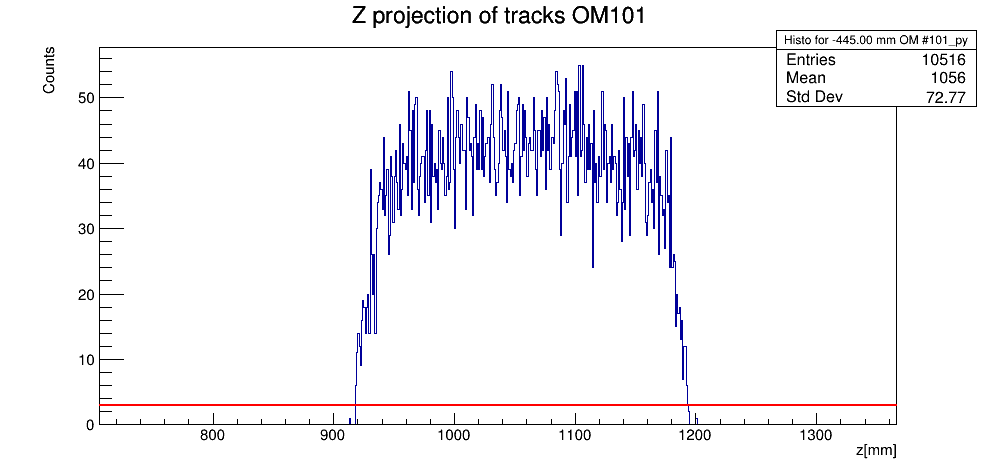 Z projection of tracks OM101
Histo for -445.00 mm OM #101_py
Entries 10516
Mean 1056
Std Dev 72.77
Counts
50
40
30
20
10
0
800 900 1000 1100 1200 1300
z[mm]